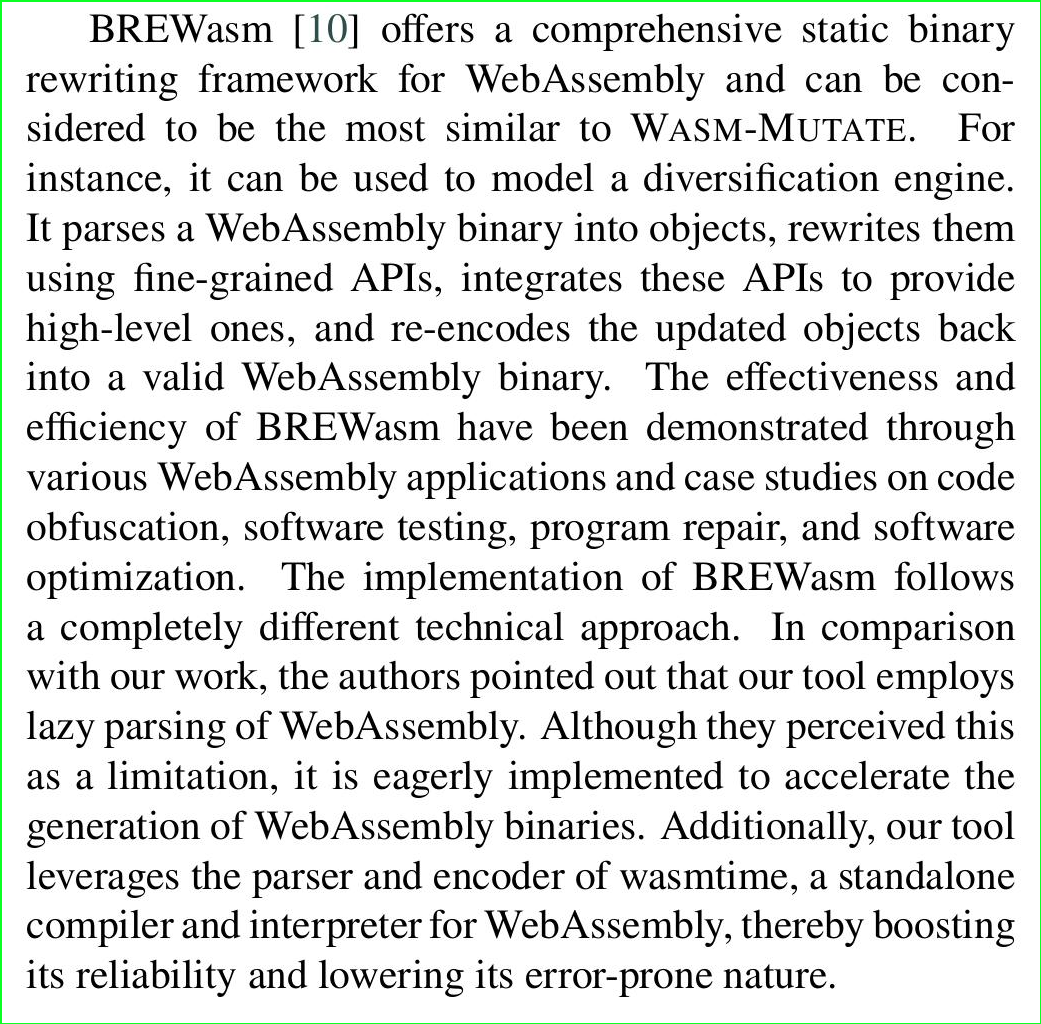 BREWasm [10] offers a comprehensive static binary
rewriting framework for WebAssembly and can be con-
sidered to be the most similar to WASM-MUTATE. For
instance, it can be used to model a diversification engine.
It parses a WebAssembly binary into objects, rewrites them
using fine-grained APIs, integrates these APIs to provide
high-level ones, and re-encodes the updated objects back
into a valid WebAssembly binary. The effectiveness and
efficiency of BREWasm have been demonstrated through
various WebAssembly applications and case studies on code
obfuscation, software testing, program repair, and software
optimization. The implementation of BREWasm follows
a completely different technical approach. In comparison
with our work, the authors pointed out that our tool employs
lazy parsing of WebAssembly. Although they perceived this
as a limitation, it is eagerly implemented to accelerate the
generation of WebAssembly binaries. Additionally, our tool
leverages the parser and encoder of wasmtime, a standalone
compiler and interpreter for WebAssembly, thereby boosting
its reliability and lowering its error-prone nature.